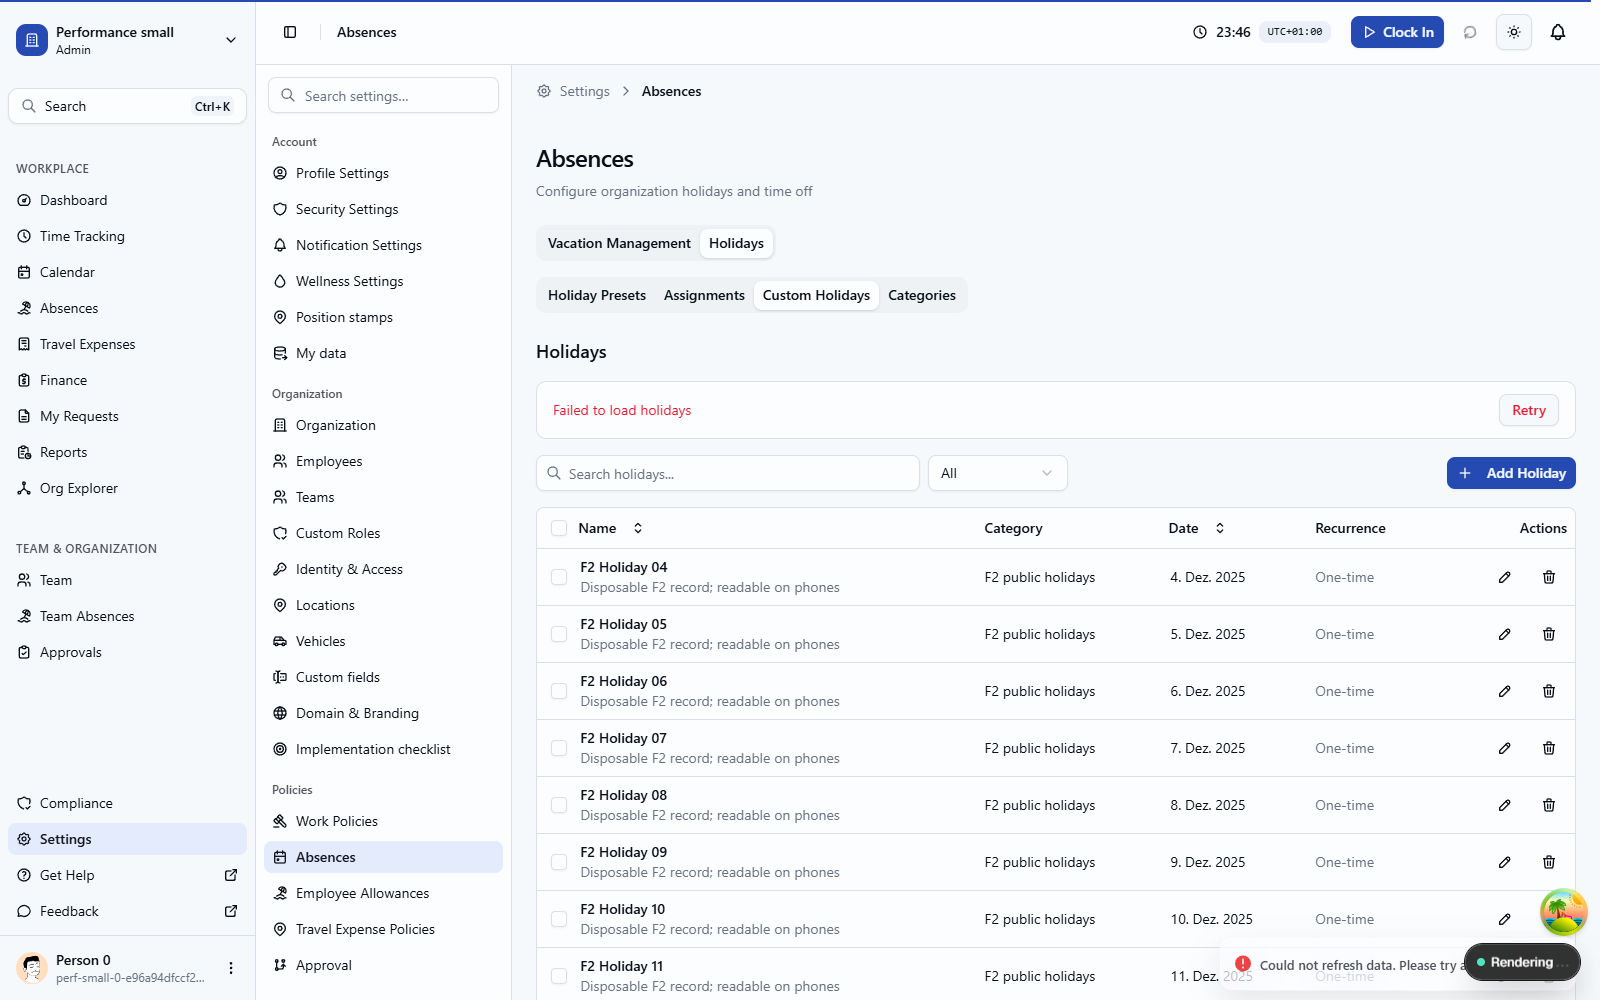 Performance small
Admin
Search
Ctrl+K
WORKPLACE
Dashboard
Time Tracking
Calendar
Absences
Travel Expenses
Finance
My Requests
Reports
Org Explorer
TEAM & ORGANIZATION
Team
Team Absences
Approvals
Compliance
Settings
Get Help
Feedback
Person 0
perf-small-0-e96a94dfccf2...
Absences
23:46
UTC+01:00
Clock In
Search settings...
Account
Profile Settings
Security Settings
Notification Settings
Wellness Settings
Position stamps
My data
Organization
Organization
Employees
Teams
Custom Roles
Identity & Access
Locations
Vehicles
Custom fields
Domain & Branding
Implementation checklist
Policies
Work Policies
Absences
Employee Allowances
Travel Expense Policies
Approval
Settings > Absences
Absences
Configure organization holidays and time off
Vacation Management Holidays
Holiday Presets Assignments Custom Holidays Categories
Holidays
Failed to load holidays Retry
Search holidays... All Add Holiday
Name Category Date Recurrence Actions
F2 Holiday 04
Disposable F2 record; readable on phones
F2 public holidays 4. Dez. 2025 One-time
F2 Holiday 05
Disposable F2 record; readable on phones
F2 public holidays 5. Dez. 2025 One-time
F2 Holiday 06
Disposable F2 record; readable on phones
F2 public holidays 6. Dez. 2025 One-time
F2 Holiday 07
Disposable F2 record; readable on phones
F2 public holidays 7. Dez. 2025 One-time
F2 Holiday 08
Disposable F2 record; readable on phones
F2 public holidays 8. Dez. 2025 One-time
F2 Holiday 09
Disposable F2 record; readable on phones
F2 public holidays 9. Dez. 2025 One-time
F2 Holiday 10
Disposable F2 record; readable on phones
F2 public holidays 10. Dez. 2025 One-time
F2 Holiday 11
Disposable F2 record; readable on phones
F2 public holidays 11. Dez. 2025 One-time
Could not refresh data. Please try
Rendering...